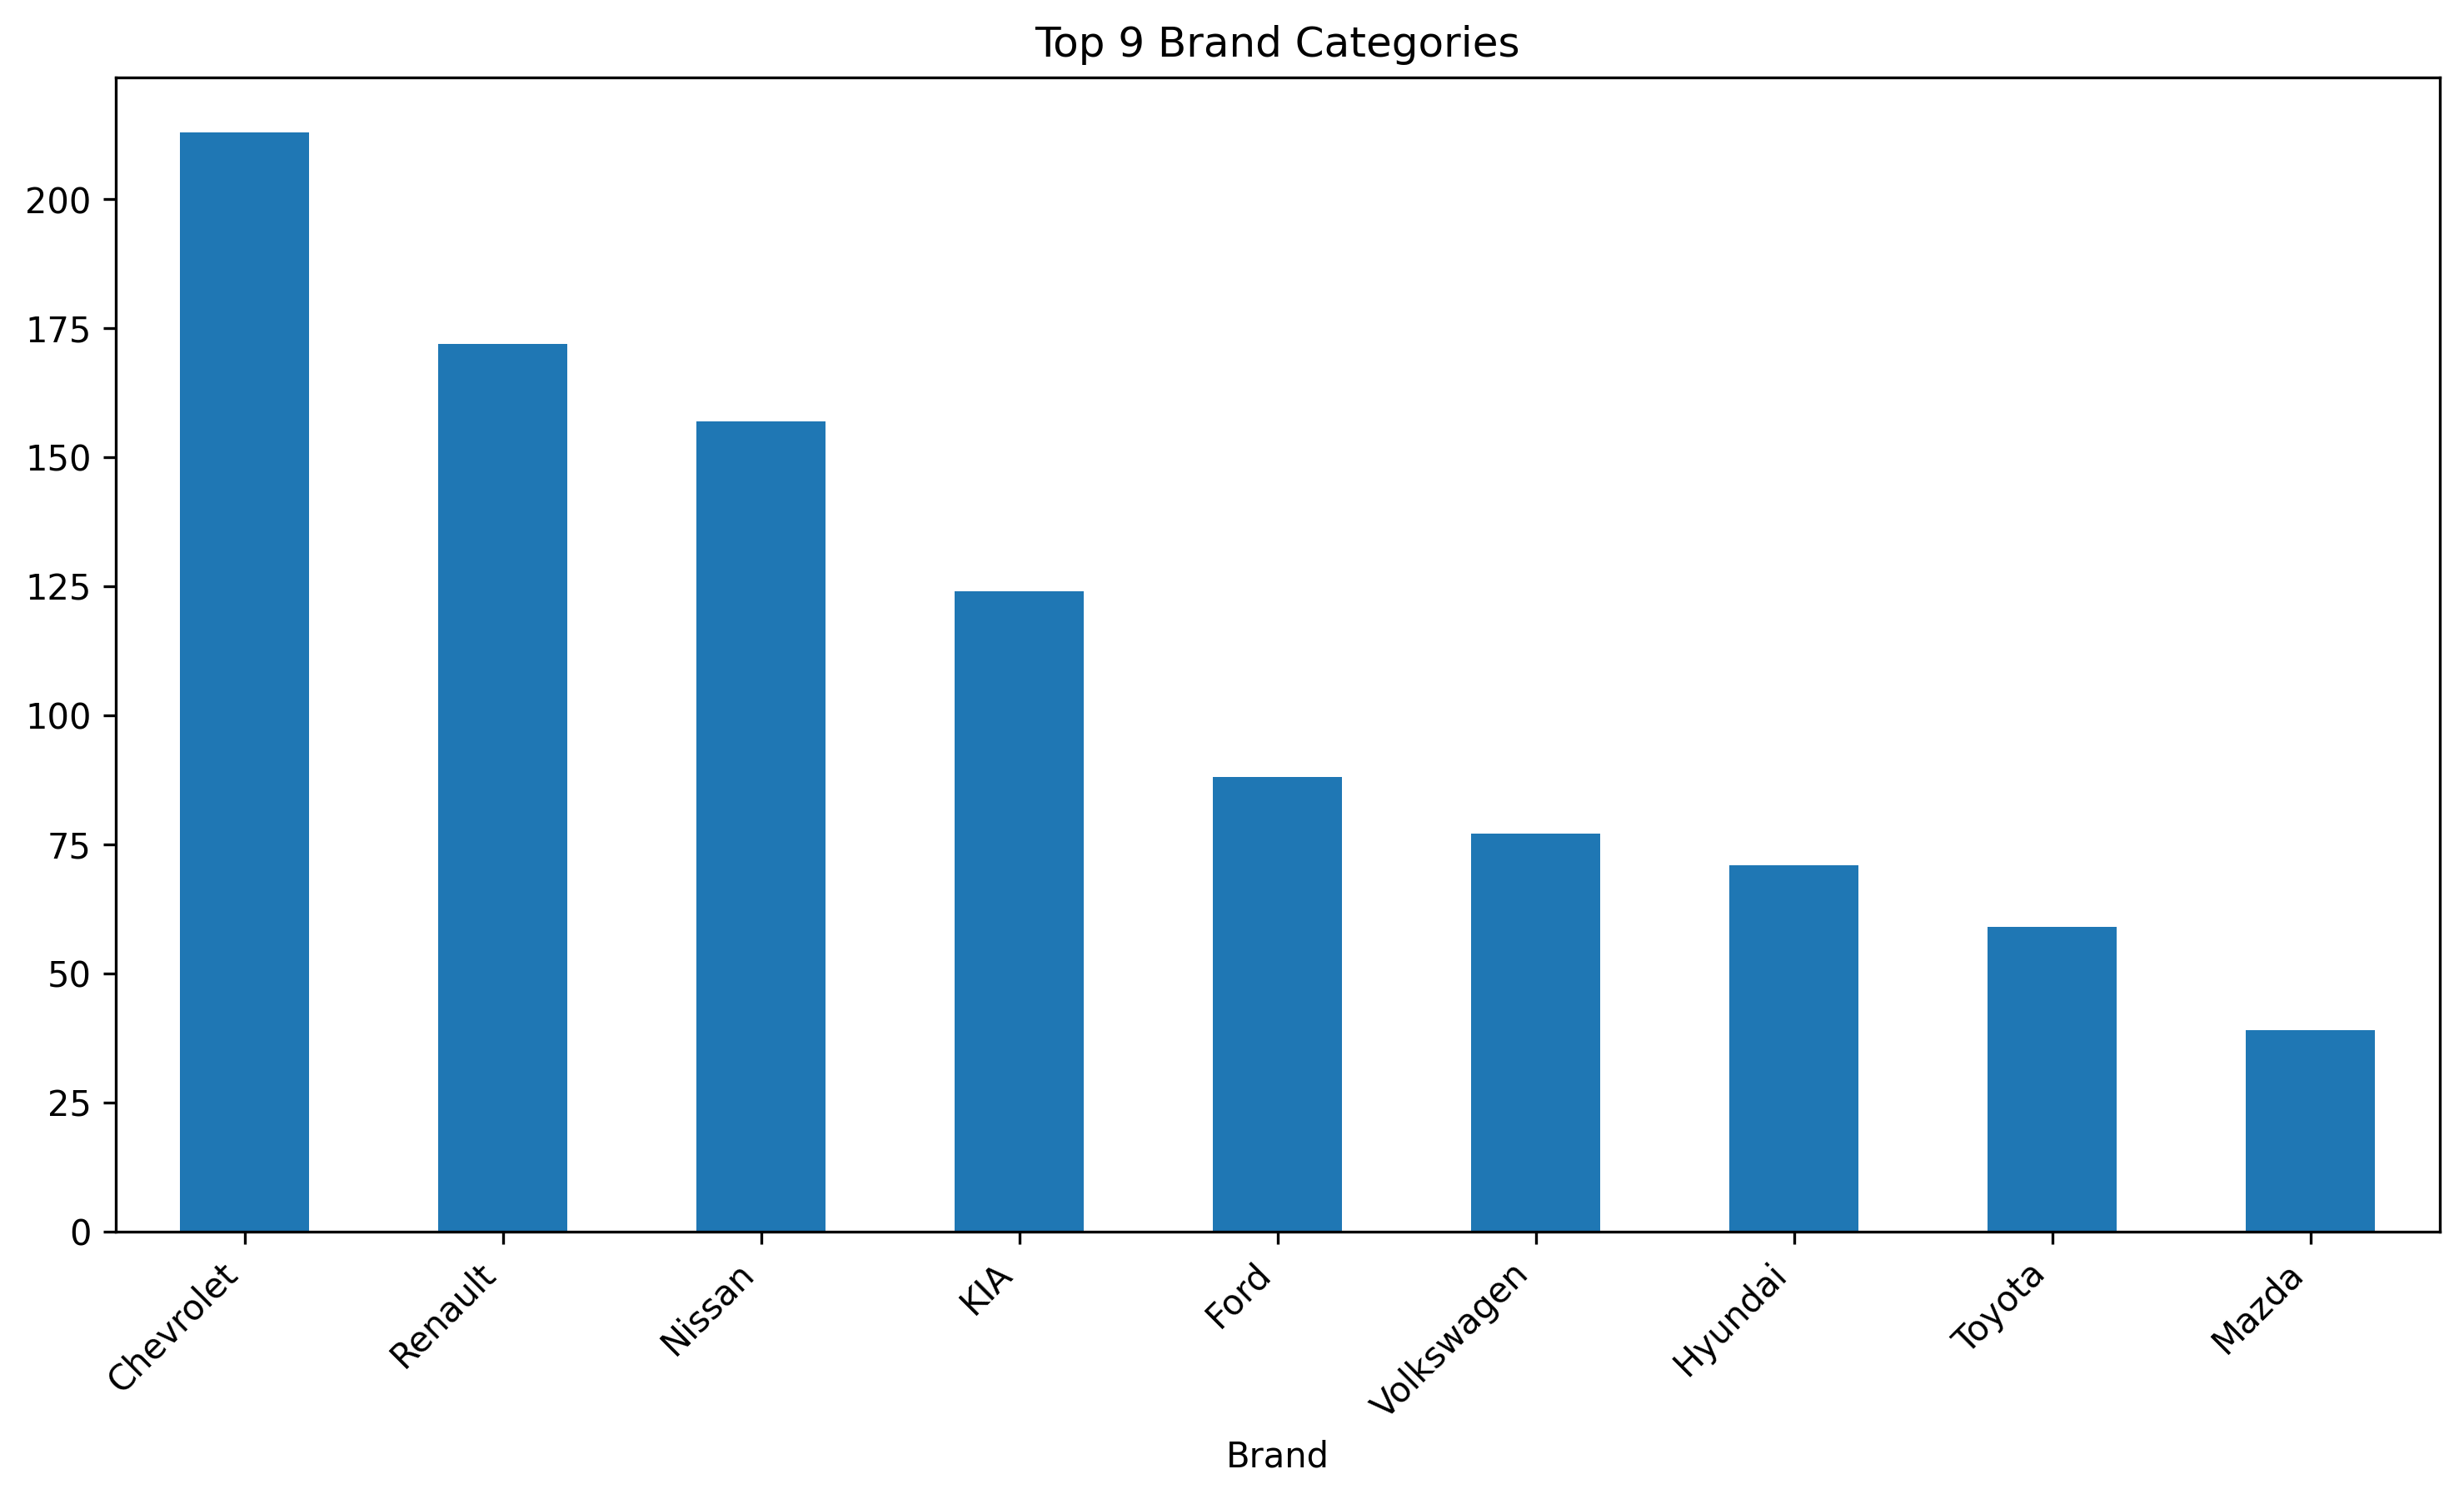 Top 9 Brand Categories
200
175
150
125
100
75
50
25
0
Chevrolet
Renault
Nissan
KIA
Ford
Volkswagen
Hyundai
Toyota
Mazda
Brand